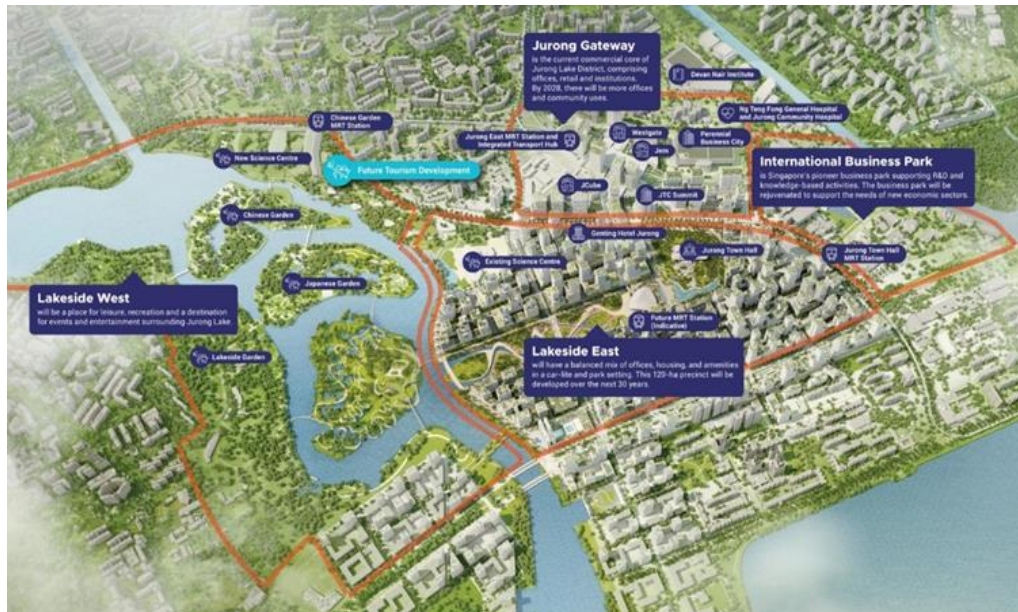 Jurong Gateway
is the current commercial core of
Jurong Lake District, comprising
offices, retail and institutions.
By 2028, there will be more offices
and community uses.
Devan Nair Institute
Chinese Garden
MRT Station
Ng Teng Fong General Hospital
and Jurong Community Hospital
Jurong East MRT Station and
Integrated Transport Hub
Westgate
Perennial
Business City
Jem
New Science Centre
Future Tourism Development
International Business Park
is Singapore's pioneer business park supporting R&D and
knowledge-based activities. The business park will be
rejuvenated to support the needs of new economic sectors.
JCube
JTC Summit
Chinese Garden
Genting Hotel Jurong
Jurong Town Hall
Jurong Town Hall
MRT Station
Existing Science Centre
Japanese Garden
Lakeside West
will be a place for leisure, recreation and a destination
for events and entertainment surrounding Jurong Lake.
Future MRT Station
(Indicative)
Lakeside Garden
Lakeside East
will have a balanced mix of offices, housing, and amenities
in a car-lite and park setting. This 120-ha precinct will be
developed over the next 30 years.